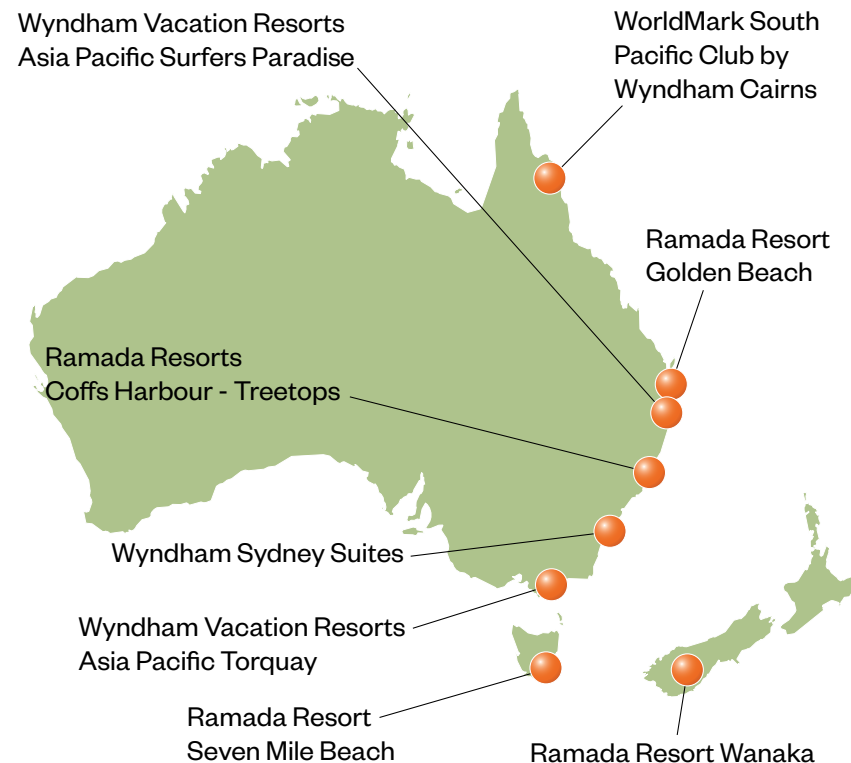 Wyndham Vacation Resorts
Asia Pacific Surfers Paradise
WorldMark South
Pacific Club by
Wyndham Cairns
Ramada Resort
Golden Beach
Ramada Resorts
Coffs Harbour - Treetops
Wyndham Sydney Suites
Wyndham Vacation Resorts
Asia Pacific Torquay
Ramada Resort
Seven Mile Beach
Ramada Resort Wanaka